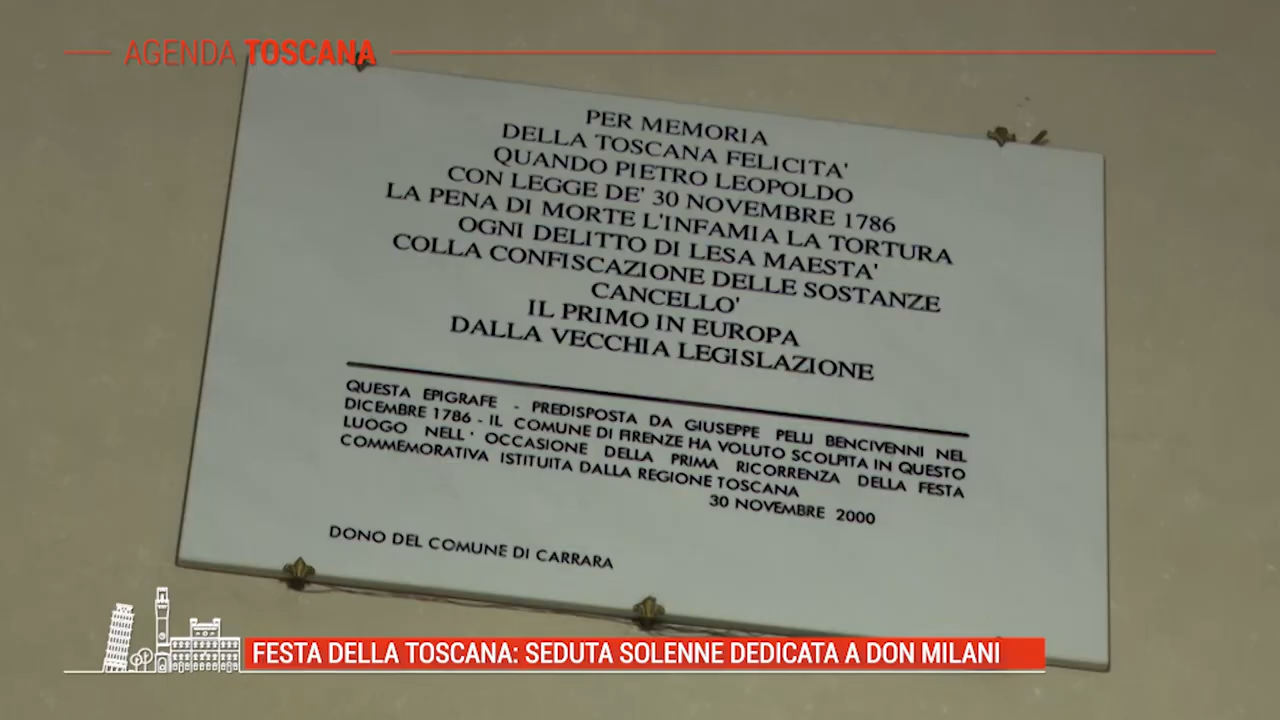 AGENDA TOSCANA
PER MEMORIA
DELLA TOSCANA FELICITA'
QUANDO PIETRO LEOPOLDO
CON LEGGE DE' 30 NOVEMBRE 1786
LA PENA DI MORTE L'INFAMIA LA TORTURA
OGNI DELITTO DI LESA MAESTA'
COLLA CONFISCAZIONE DELLE SOSTANZE
CANCELLO'
IL PRIMO IN EUROPA
DALLA VECCHIA LEGISLAZIONE
QUESTA EPIGRAFE - PREDISPOSTA DA GIUSEPPE PELLI BENCIVENNI NEL
DICEMBRE 1786 - IL COMUNE DI FIRENZE HA VOLUTO SCOLPITA IN QUESTO
LUOGO NELL' OCCASIONE DELLA PRIMA RICORRENZA DELLA FESTA
COMMEMORATIVA ISTITUITA DALLA REGIONE TOSCANA
30 NOVEMBRE 2000
DONO DEL COMUNE DI CARRARA
FESTA DELLA TOSCANA: SEDUTA SOLENNE DEDICATA A DON MILANI